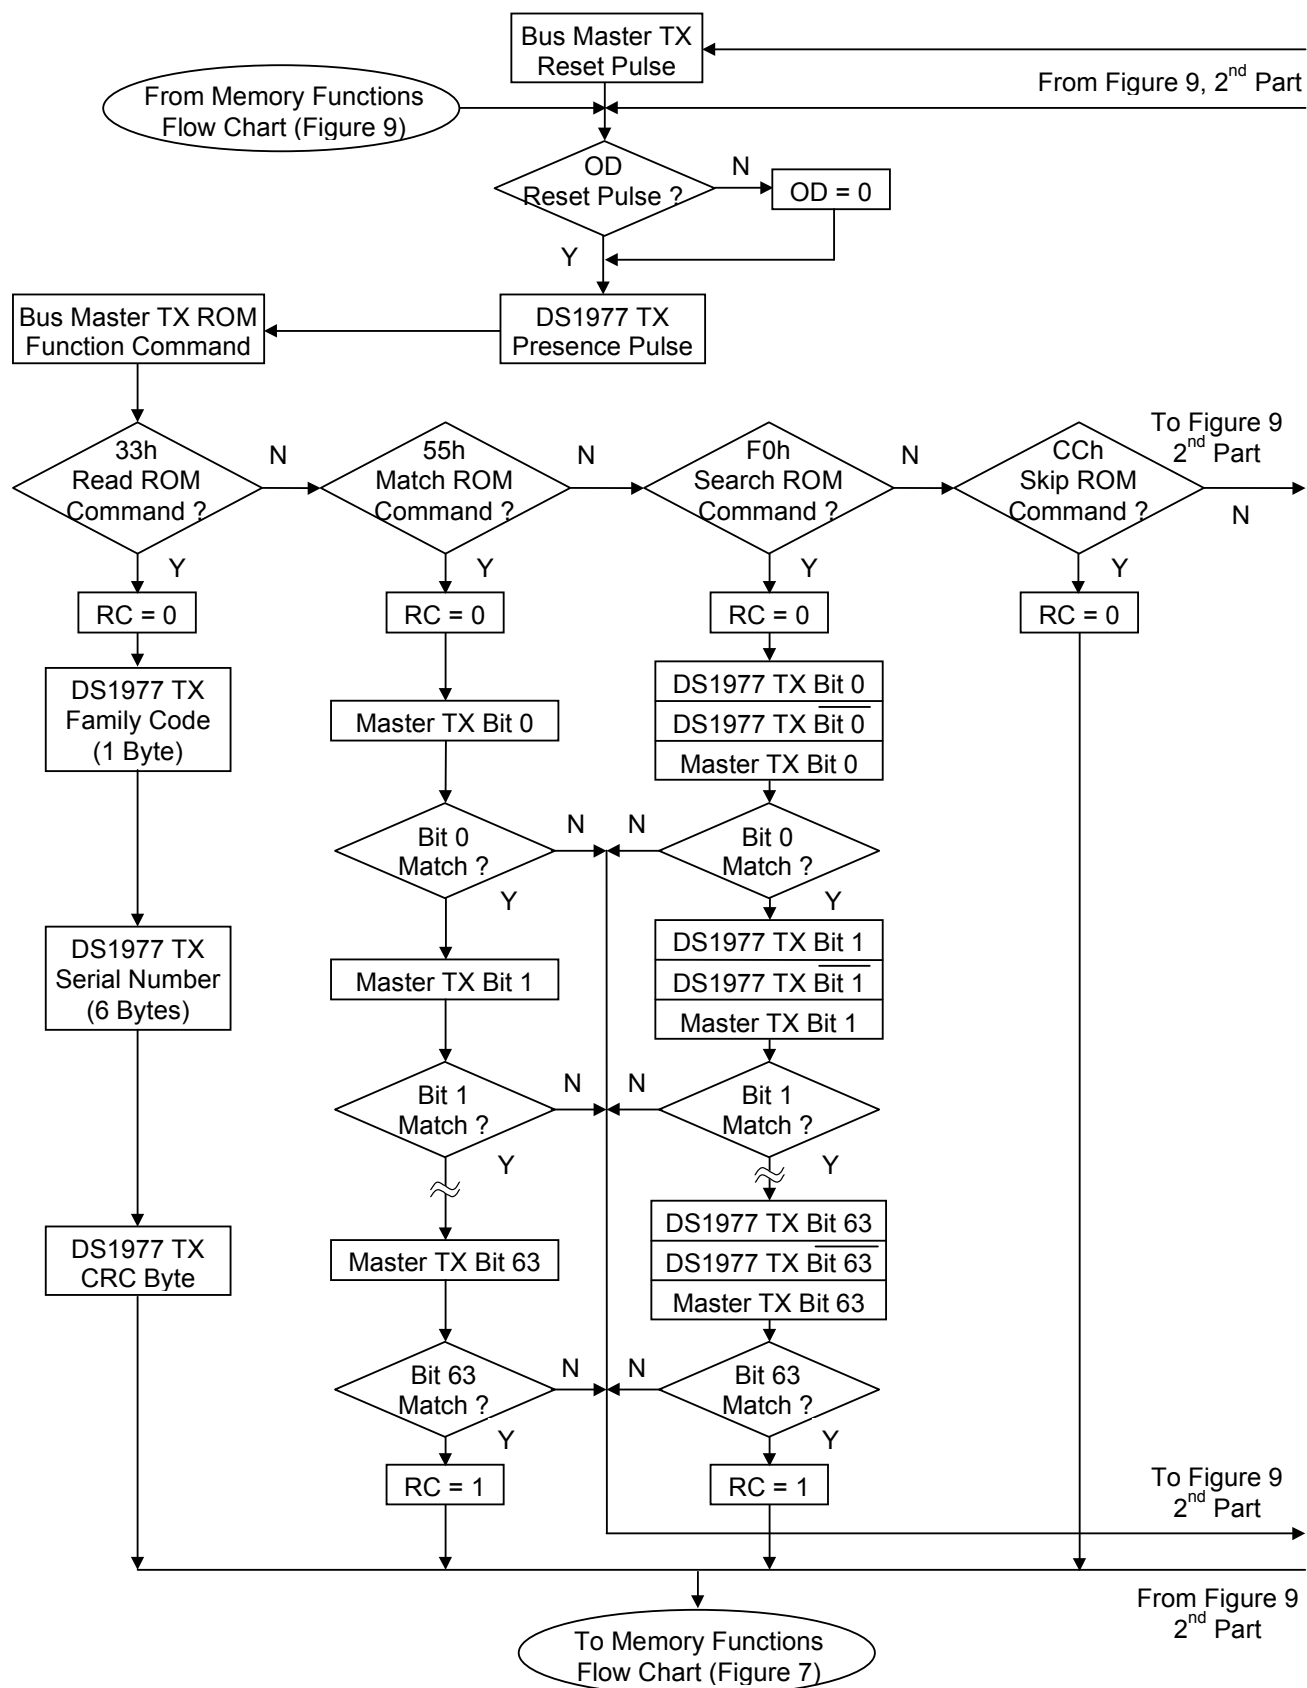 Bus Master TX
Reset Pulse
From Figure 9, 2nd Part
From Memory Functions
Flow Chart (Figure 9)
OD
Reset Pulse ?
N
OD = 0
Y
Bus Master TX ROM
Function Command
DS1977 TX
Presence Pulse
33h
Read ROM
Command ?
N
55h
Match ROM
Command ?
N
F0h
Search ROM
Command ?
N
CCh
Skip ROM
Command ?
To Figure 9
2nd Part
N
Y
Y
Y
Y
RC = 0
RC = 0
RC = 0
RC = 0
DS1977 TX
Family Code
(1 Byte)
Master TX Bit 0
DS1977 TX Bit 0
DS1977 TX Bit 0
Master TX Bit 0
Bit 0
Match ?
N
N
Bit 0
Match ?
Y
Y
DS1977 TX
Serial Number
(6 Bytes)
Master TX Bit 1
DS1977 TX Bit 1
DS1977 TX Bit 1
Master TX Bit 1
Bit 1
Match ?
N
N
Bit 1
Match ?
Y
Y
DS1977 TX
CRC Byte
Master TX Bit 63
DS1977 TX Bit 63
DS1977 TX Bit 63
Master TX Bit 63
Bit 63
Match ?
N
N
Bit 63
Match ?
Y
Y
RC = 1
RC = 1
To Figure 9
2nd Part
From Figure 9
2nd Part
To Memory Functions
Flow Chart (Figure 7)